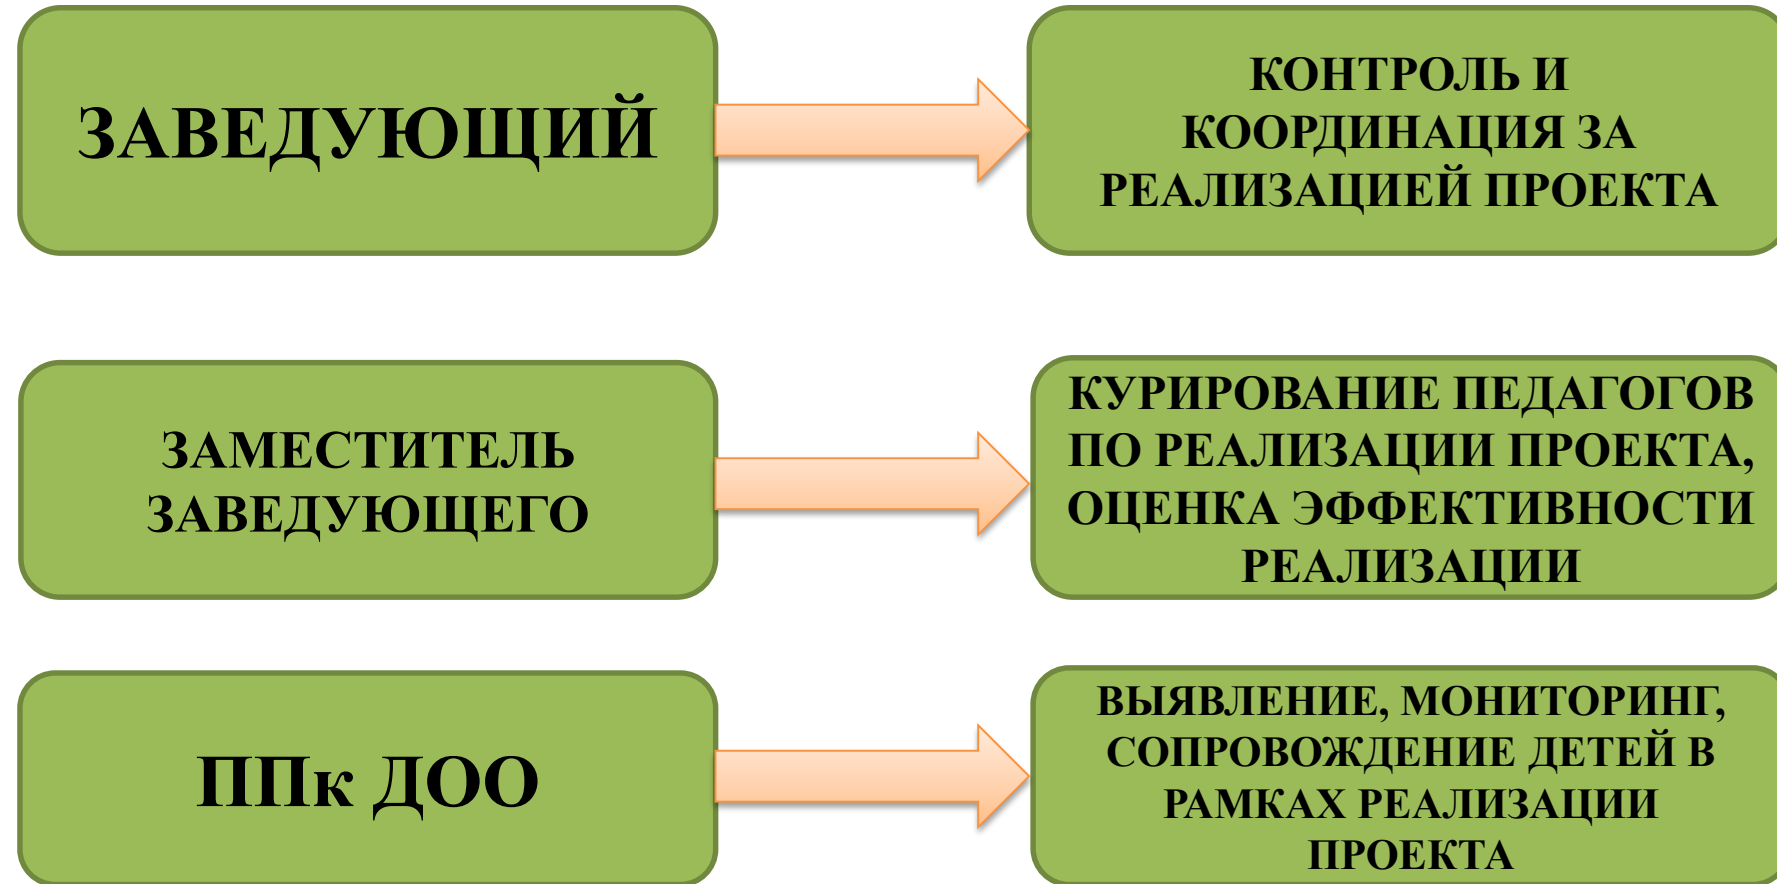 ЗАВЕДУЮЩИЙ
КОНТРОЛЬ И
КООРДИНАЦИЯ ЗА
РЕАЛИЗАЦИЕЙ ПРОЕКТА
ЗАМЕСТИТЕЛЬ
ЗАВЕДУЮЩЕГО
КУРИРОВАНИЕ ПЕДАГОГОВ
ПО РЕАЛИЗАЦИИ ПРОЕКТА,
ОЦЕНКА ЭФФЕКТИВНОСТИ
РЕАЛИЗАЦИИ
ППк ДОО
ВЫЯВЛЕНИЕ, МОНИТОРИНГ,
СОПРОВОЖДЕНИЕ ДЕТЕЙ В
РАМКАХ РЕАЛИЗАЦИИ
ПРОЕКТА